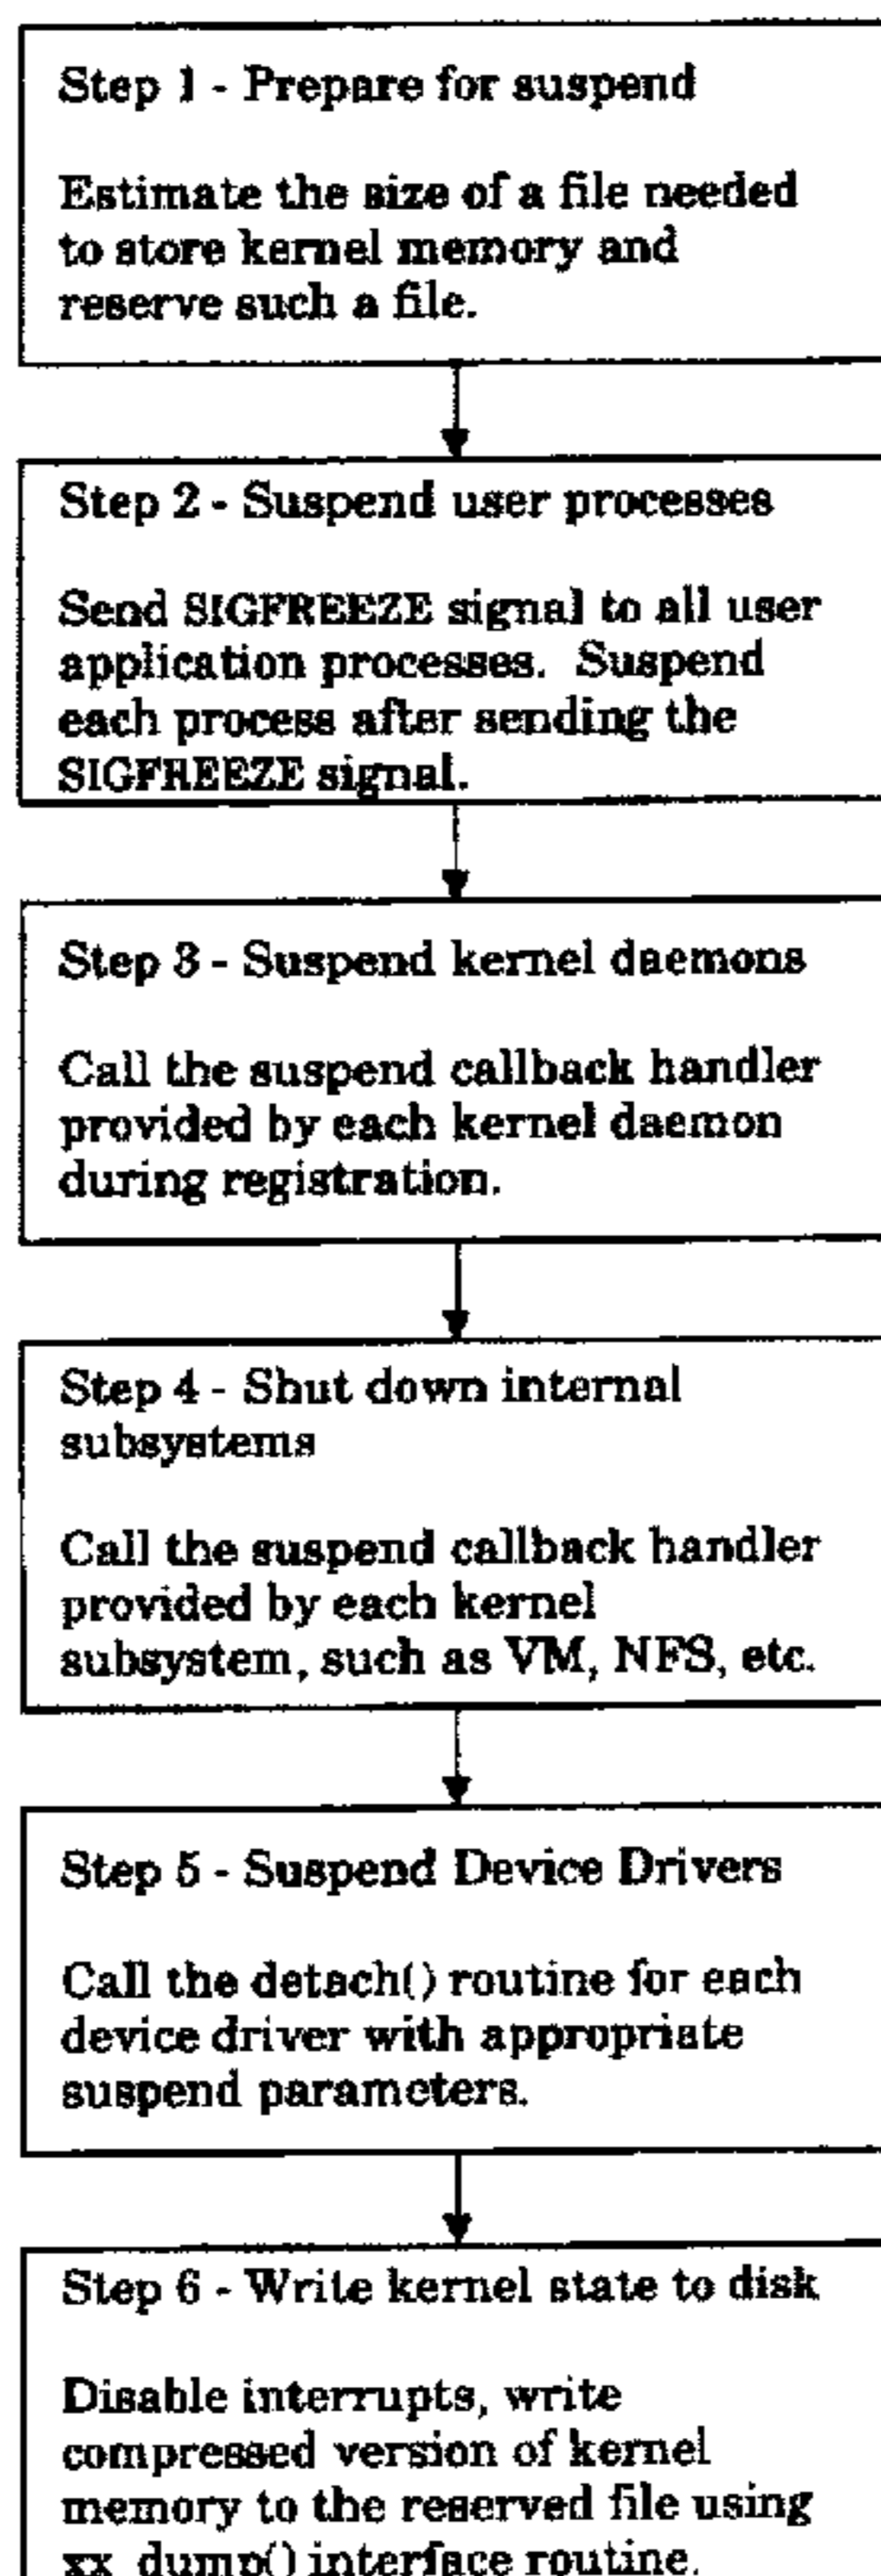 Step 1 - Prepare for suspend
Estimate the size of a file needed
to store kernel memory and
reserve such a file.
Step 2 - Suspend user processes
Send SIGFREEZE signal to all user
application processes. Suspend
each process after sending the
SIGFREEZE signal.
Step 3 - Suspend kernel daemons
Call the suspend callback handler
provided by each kernel daemon
during registration.
Step 4 - Shut down internal
subsystems
Call the suspend callback handler
provided by each kernel
subsystem, such as VM, NFS, etc.
Step 5 - Suspend Device Drivers
Call the detach() routine for each
device driver with appropriate
suspend parameters.
Step 6 - Write kernel state to disk
Disable interrupts, write
compressed version of kernel
memory to the reserved file using
xx_dump() interface routine.